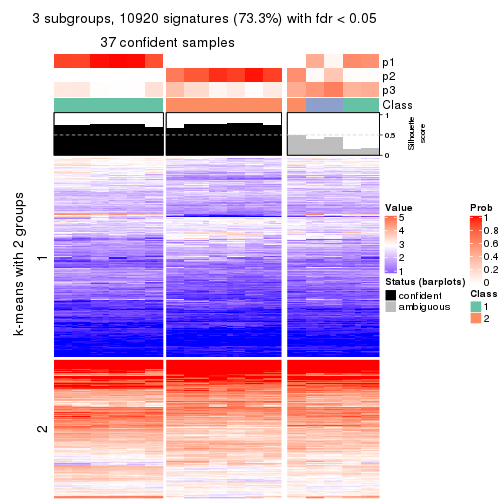 3 subgroups, 10920 signatures (73.3%) with fdr < 0.05
37 confident samples
p1
p2
p3
Class
1
0.5
0
Silhouette
score
k-means with 2 groups
1
2
Value
5
4
3
2
1
Status (barplots)
confident
ambiguous
Prob
1
0.8
0.6
0.4
0.2
0
Class
1
2